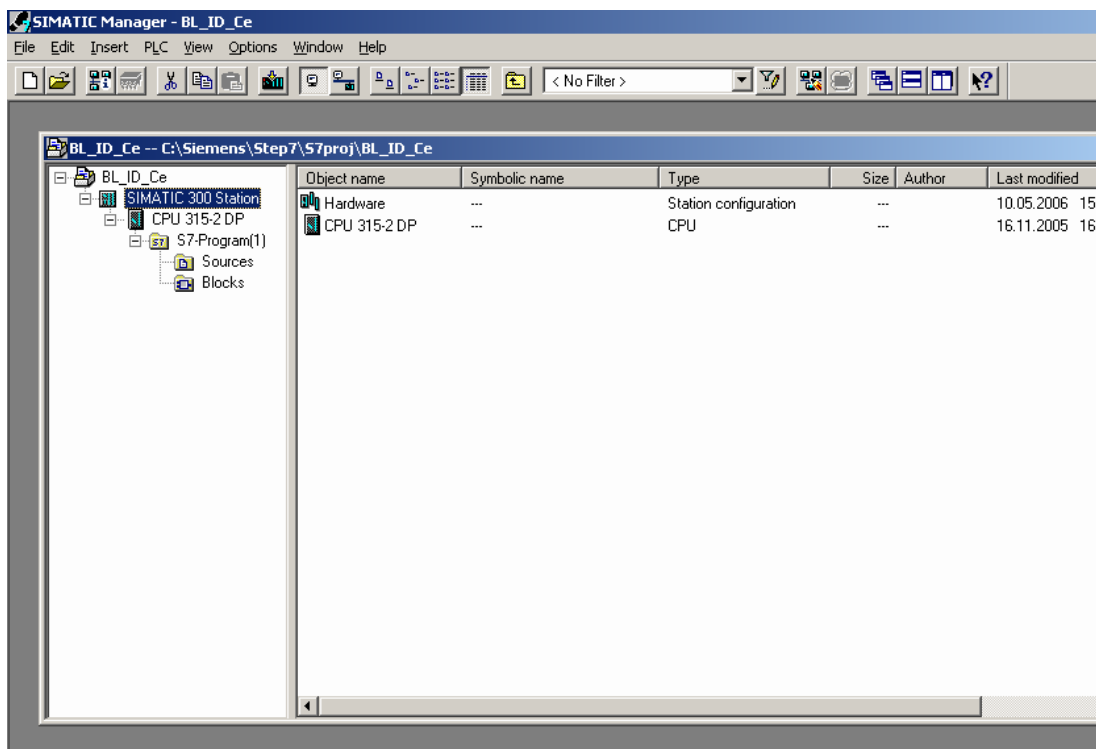 SIMATIC Manager - BL_ID_Ce
File Edit Insert PLC View Options Window Help
< No Filter >
BL_ID_Ce -- C:\Siemens\Step7\S7proj\BL_ID_Ce
BL_ID_Ce
SIMATIC 300 Station
CPU 315-2 DP
S7-Program(1)
Sources
Blocks
Object name Symbolic name Type Size Author Last modified
Hardware --- Station configuration --- 10.05.2006 15
CPU 315-2 DP --- CPU --- 16.11.2005 16